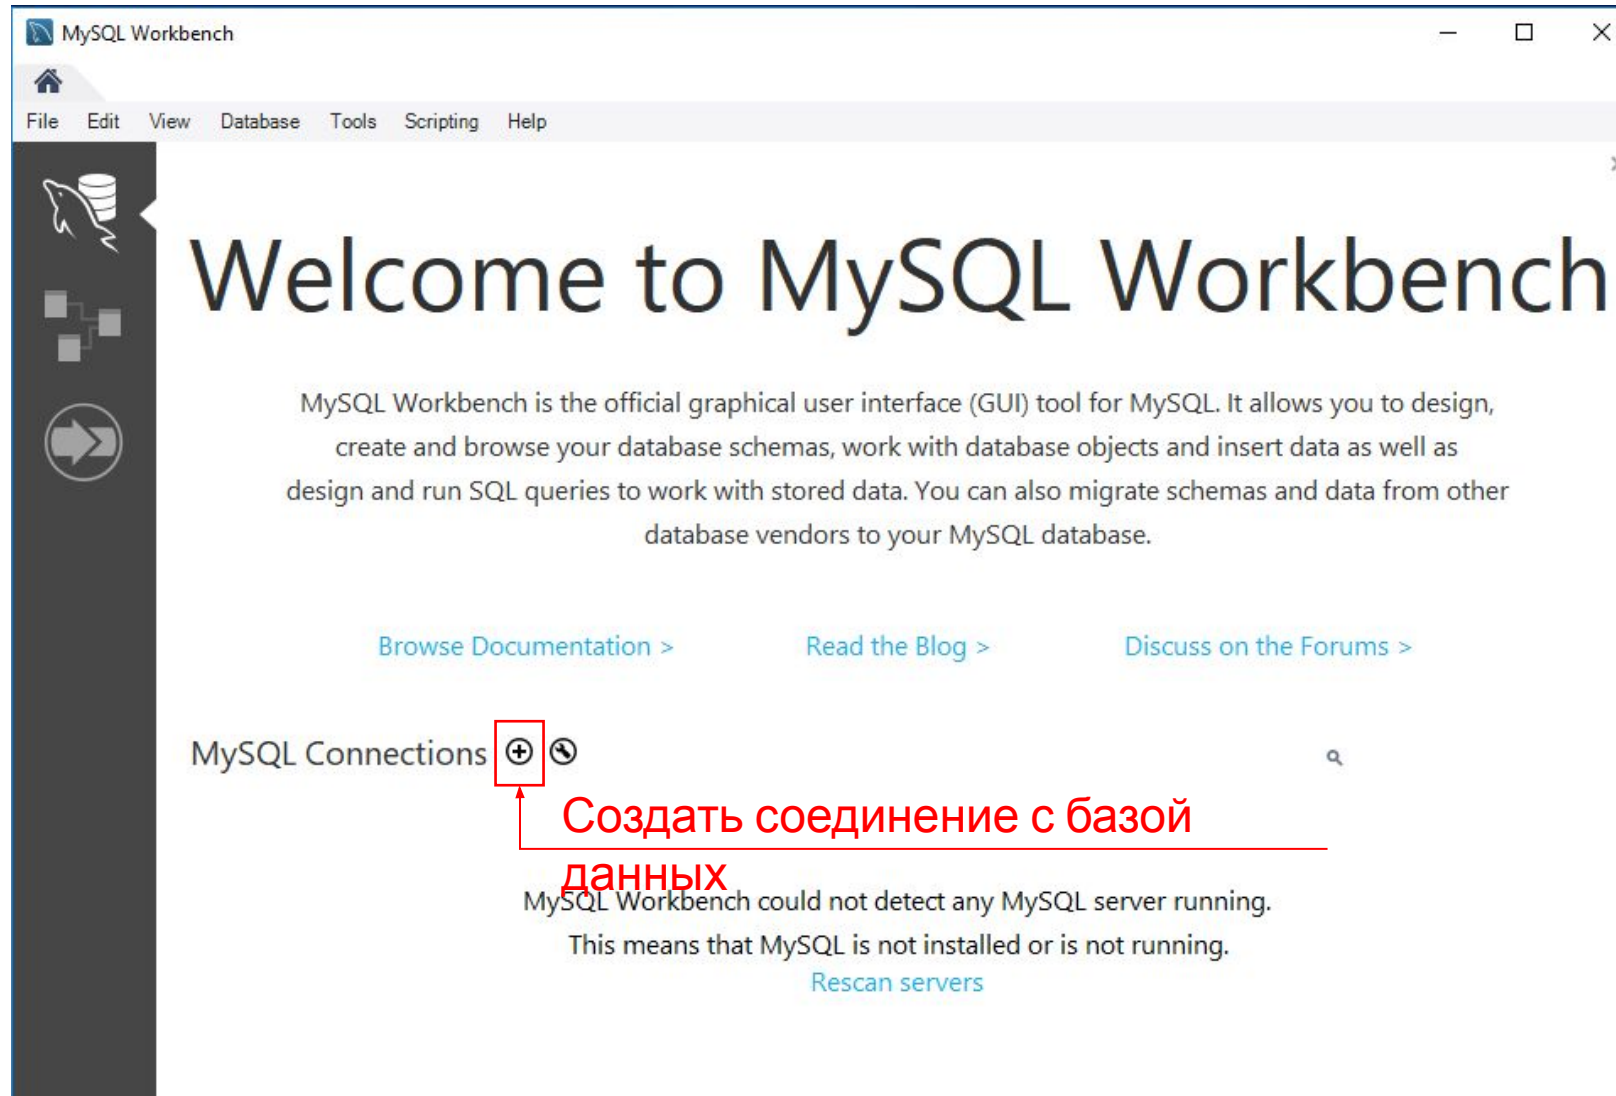 MySQL Workbench
File Edit View Database Tools Scripting Help
Welcome to MySQL Workbench
MySQL Workbench is the official graphical user interface (GUI) tool for MySQL. It allows you to design,
create and browse your database schemas, work with database objects and insert data as well as
design and run SQL queries to work with stored data. You can also migrate schemas and data from other
database vendors to your MySQL database.
Browse Documentation > Read the Blog > Discuss on the Forums >
MySQL Connections
Создать соединение с базой
данных
MySQL Workbench could not detect any MySQL server running.
This means that MySQL is not installed or is not running.
Rescan servers